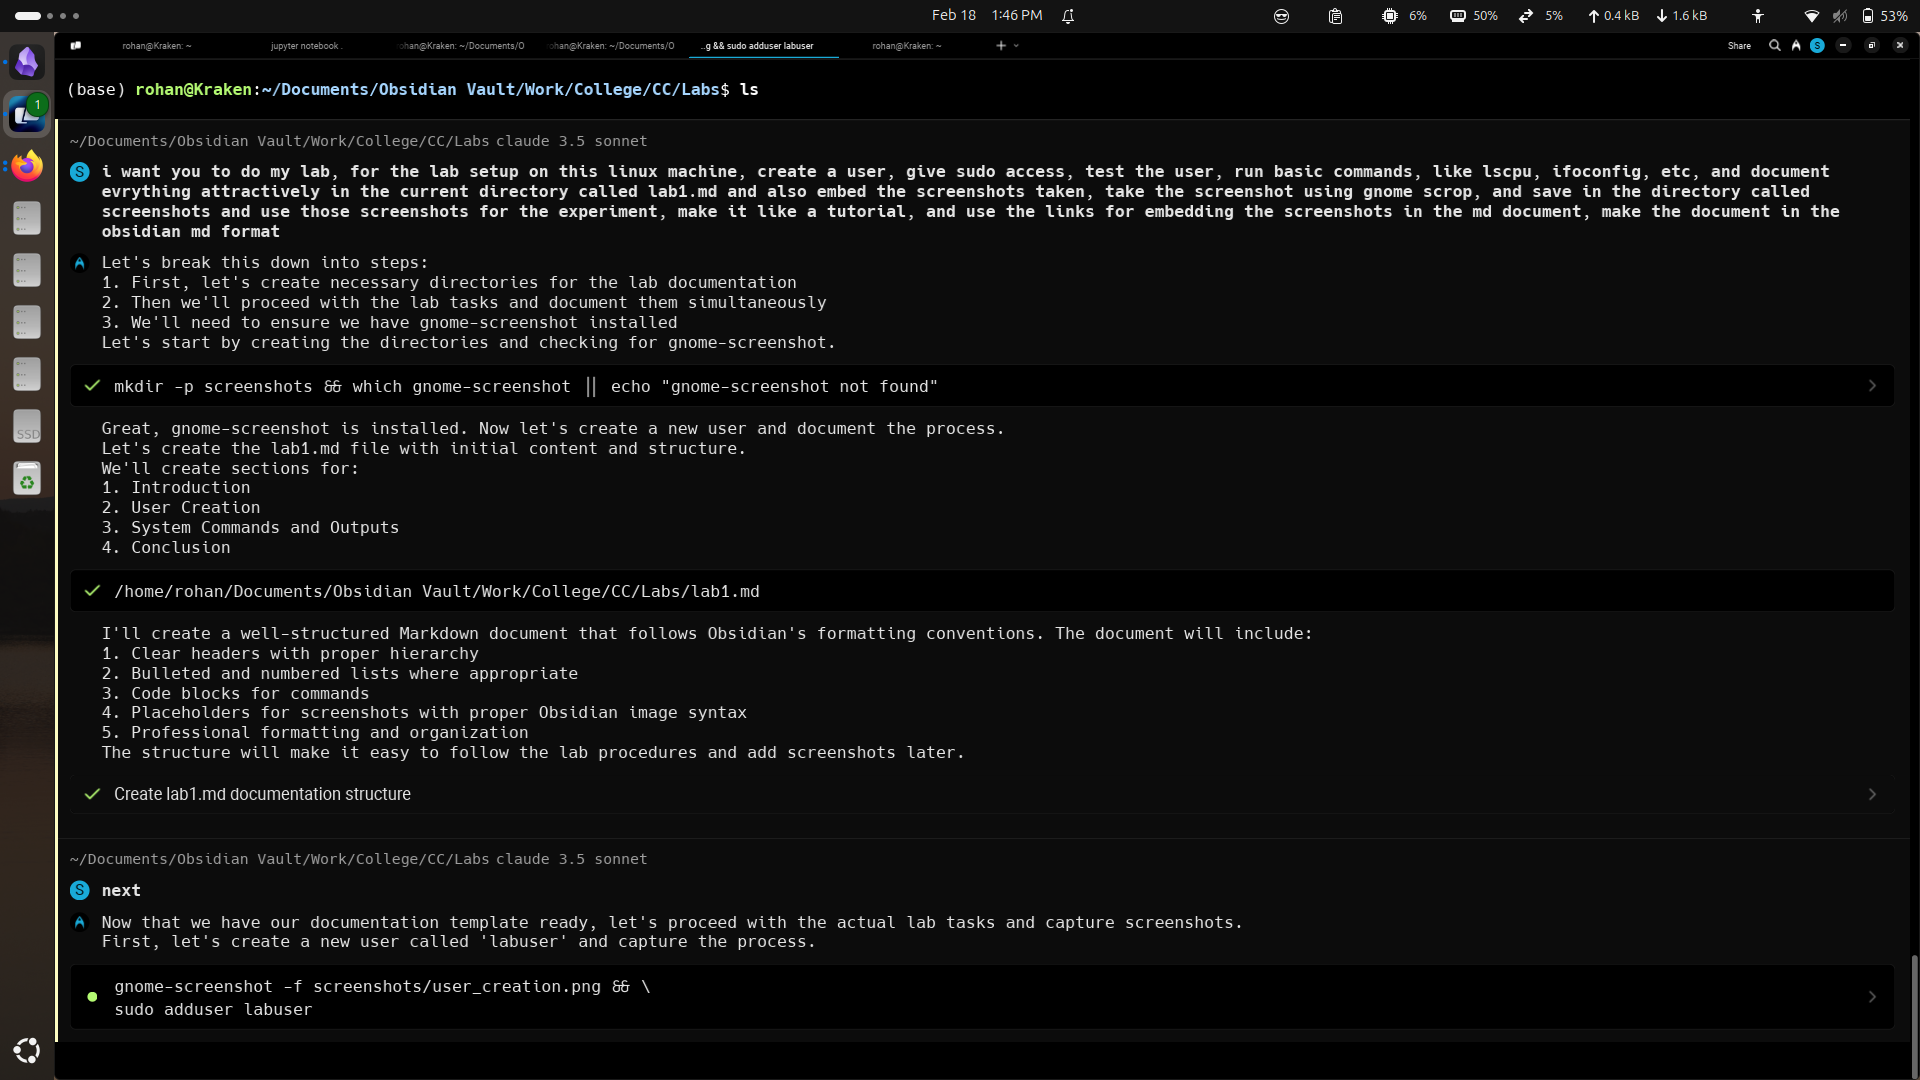 Feb 18 1:46 PM
6% 50% 5% 0.4 kB 1.6 kB 53%
rohan@Kraken: ~ jupyter notebook . ohan@Kraken: ~/Documents/O ohan@Kraken: ~/Documents/O ..g && sudo adduser labuser rohan@Kraken: ~ Share S
1
(base) rohan@Kraken:~/Documents/Obsidian Vault/Work/College/CC/Labs$ ls
~/Documents/Obsidian Vault/Work/College/CC/Labs claude 3.5 sonnet
S i want you to do my lab, for the lab setup on this linux machine, create a user, give sudo access, test the user, run basic commands, like lscpu, ifoconfig, etc, and document
evrything attractively in the current directory called lab1.md and also embed the screenshots taken, take the screenshot using gnome scrop, and save in the directory called
screenshots and use those screenshots for the experiment, make it like a tutorial, and use the links for embedding the screenshots in the md document, make the document in the
obsidian md format
Let's break this down into steps:
1. First, let's create necessary directories for the lab documentation
2. Then we'll proceed with the lab tasks and document them simultaneously
3. We'll need to ensure we have gnome-screenshot installed
Let's start by creating the directories and checking for gnome-screenshot.
mkdir -p screenshots && which gnome-screenshot || echo "gnome-screenshot not found"
Great, gnome-screenshot is installed. Now let's create a new user and document the process.
Let's create the lab1.md file with initial content and structure.
We'll create sections for:
1. Introduction
2. User Creation
3. System Commands and Outputs
4. Conclusion
/home/rohan/Documents/Obsidian Vault/Work/College/CC/Labs/lab1.md
I'll create a well-structured Markdown document that follows Obsidian's formatting conventions. The document will include:
1. Clear headers with proper hierarchy
2. Bulleted and numbered lists where appropriate
3. Code blocks for commands
4. Placeholders for screenshots with proper Obsidian image syntax
5. Professional formatting and organization
The structure will make it easy to follow the lab procedures and add screenshots later.
Create lab1.md documentation structure
~/Documents/Obsidian Vault/Work/College/CC/Labs claude 3.5 sonnet
S next
Now that we have our documentation template ready, let's proceed with the actual lab tasks and capture screenshots.
First, let's create a new user called 'labuser' and capture the process.
gnome-screenshot -f screenshots/user_creation.png && \
sudo adduser labuser
SSD